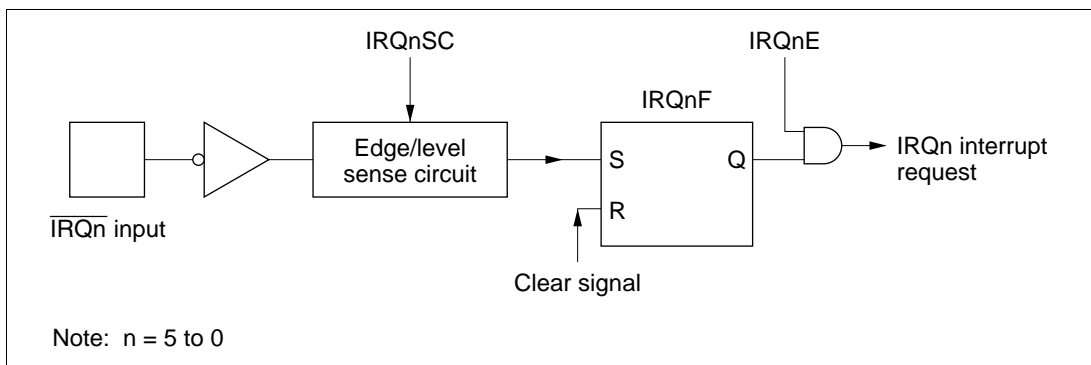 IRQnSC
IRQnE
IRQnF
Edge/level
sense circuit
S
Q
IRQn interrupt
request
R
IRQn input
Clear signal
Note: n = 5 to 0